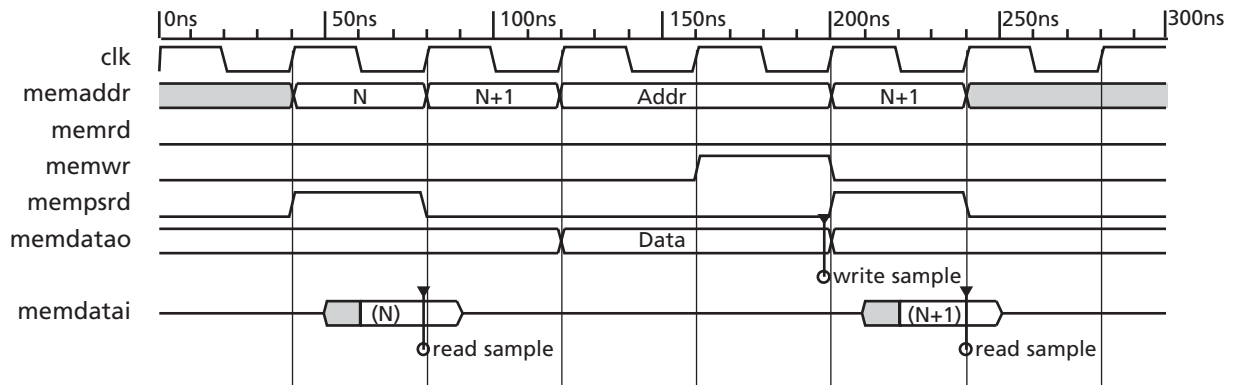 0ns 50ns 100ns 150ns 200ns 250ns 300ns
clk
memaddr N N+1 Addr N+1
memrd
memwr
mempsrd
memdatao Data
write sample
memdatai (N) (N+1)
read sample read sample